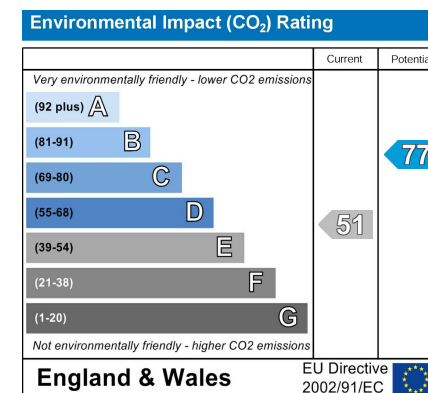 Environmental Impact (CO₂) Rating
Current Potentia
Very environmentally friendly - lower CO2 emissions
(92 plus) A
(81-91) B
77
(69-80) C
(55-68) D
51
(39-54) E
(21-38) F
(1-20) G
Not environmentally friendly - higher CO2 emissions
England & Wales
EU Directive
2002/91/EC